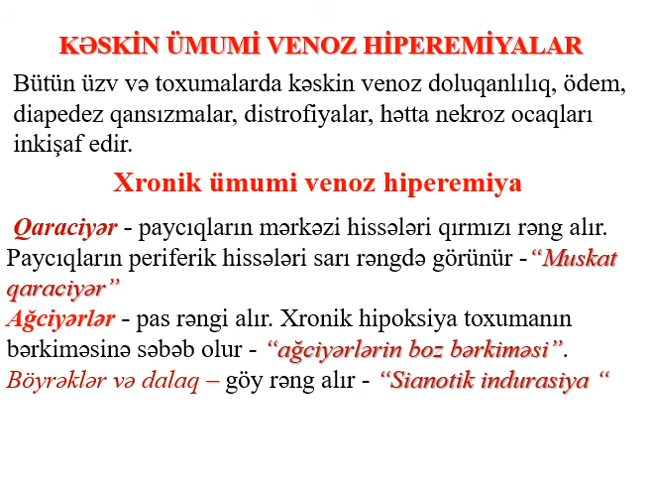 KƏSKİN ÜMUMİ VENOZ HİPEREMİYALAR
Bütün üzv və toxumalarda kəskin venoz doluqanlılıq, ödem,
diapedez qansızmalar, distrofiyalar, hətta nekroz ocaqları
inkişaf edir.
Xronik ümumi venoz hiperemiya
Qaraciyər - paycıqların mərkəzi hissələri qırmızı rəng alır.
Paycıqların periferik hissələri sarı rəngdə görünür -“Muskat
qaraciyər”
Ağciyərlər - pas rəngi alır. Xronik hipoksiya toxumanın
bərkiməsinə səbəb olur - “ağciyərlərin boz bərkiməsi”.
Böyrəklər və dalaq – göy rəng alır - “Sianotik indurasiya “